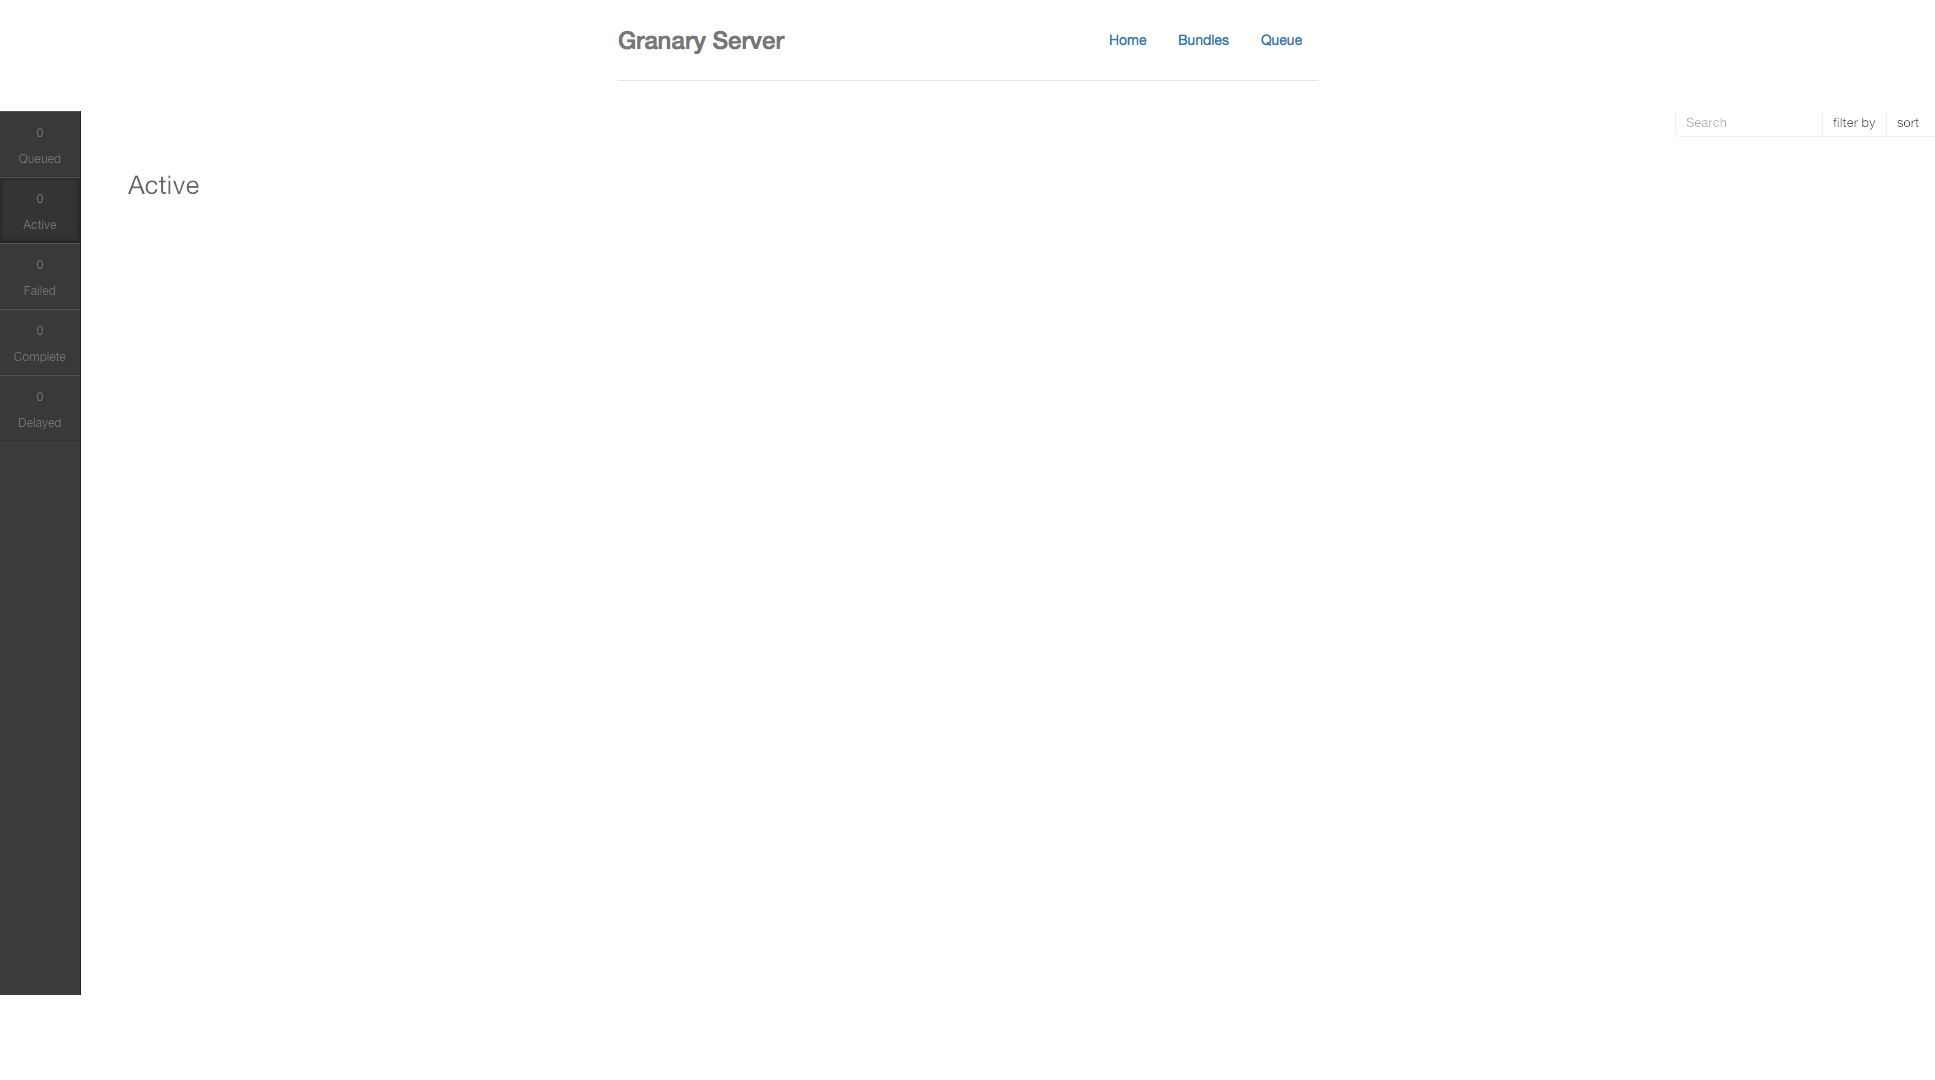 Granary Server
Home Bundles Queue
Search filter by sort
0
Queued
0
Active
0
Failed
0
Complete
0
Delayed
Active